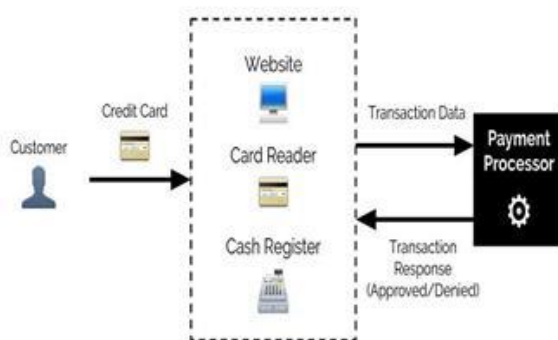 Customer
Credit Card
Website
Card Reader
Cash Register
Transaction Data
Payment
Processor
Transaction
Response
(Approved/Denied)